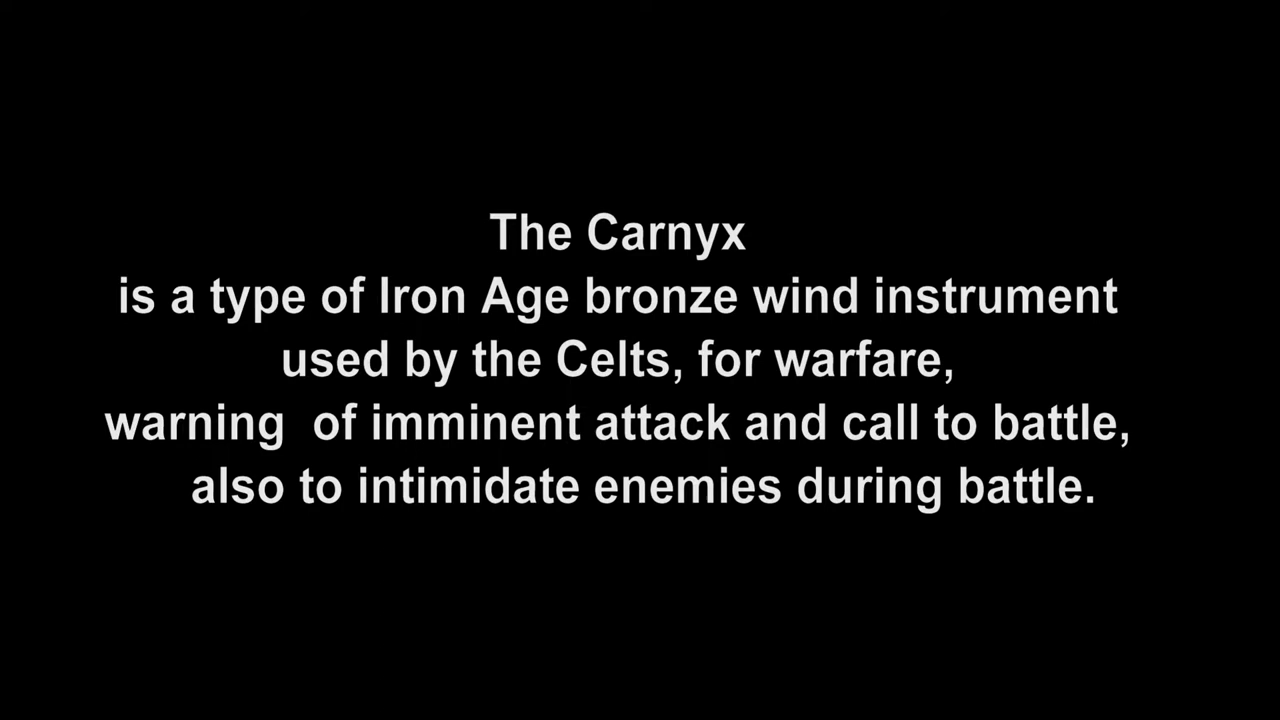 The Carnyx
is a type of Iron Age bronze wind instrument
used by the Celts, for warfare,
warning  of imminent attack and call to battle,
also to intimidate enemies during battle.